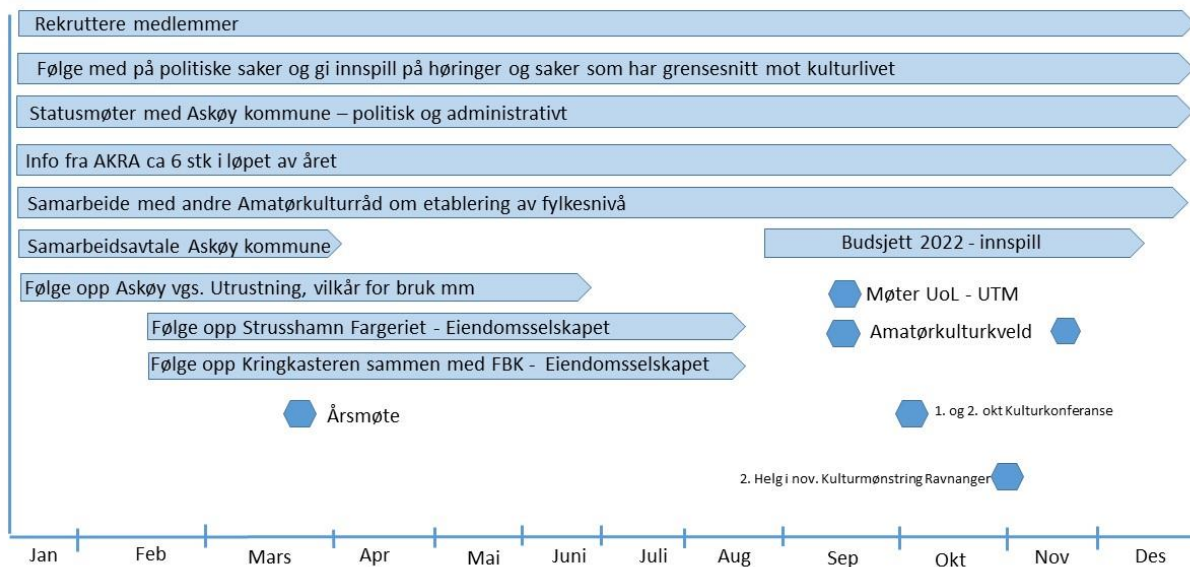 Rekruttere medlemmer
Følge med på politiske saker og gi innspill på høringer og saker som har grensesnitt mot kulturlivet
Statusmøter med Askøy kommune – politisk og administrativt
Info fra AKRA ca 6 stk i løpet av året
Samarbeide med andre Amatørkulturråd om etablering av fylkesnivå
Samarbeidsavtale Askøy kommune
Budsjett 2022 - innspill
Følge opp Askøy vgs. Utrustning, vilkår for bruk mm
Møter UoL - UTM
Følge opp Strusshamn Fargeriet - Eiendomsselskapet
Amatørkulturkveld
Følge opp Kringkasteren sammen med FBK - Eiendomsselskapet
Årsmøte
1. og 2. okt Kulturkonferanse
2. Helg i nov. Kulturmønstring Ravnanger
Jan Feb Mars Apr Mai Juni Juli Aug Sep Okt Nov Des